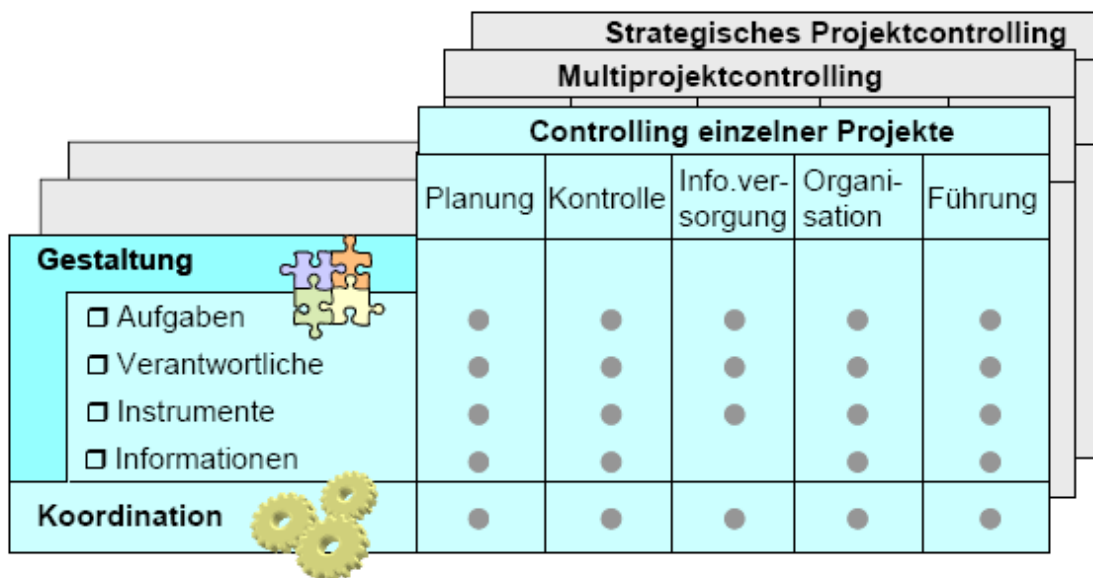 Strategisches Projektcontrolling
Multiprojektcontrolling
Controlling einzelner Projekte
Planung
Kontrolle
Info.ver-
sorgung
Organi-
sation
Führung
Gestaltung
Aufgaben
Verantwortliche
Instrumente
Informationen
Koordination